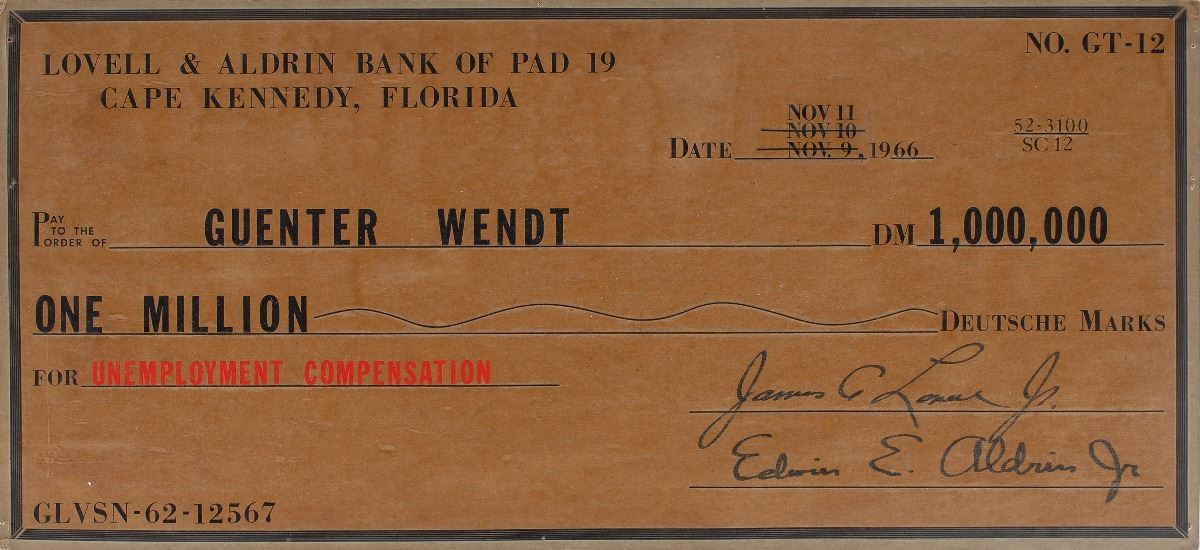 LOVELL & ALDRIN BANK OF PAD 19
CAPE KENNEDY, FLORIDA
NO. GT-12
NOV 11
NOV 10
DATE NOV. 9, 1966
52-3100
SC 12
PAY TO THE ORDER OF GUENTER WENDT DM 1,000,000
ONE MILLION DEUTSCHE MARKS
FOR UNEMPLOYMENT COMPENSATION
James A Lovell Jr.
Edwin E. Aldrin Jr
GLVSN-62-12567